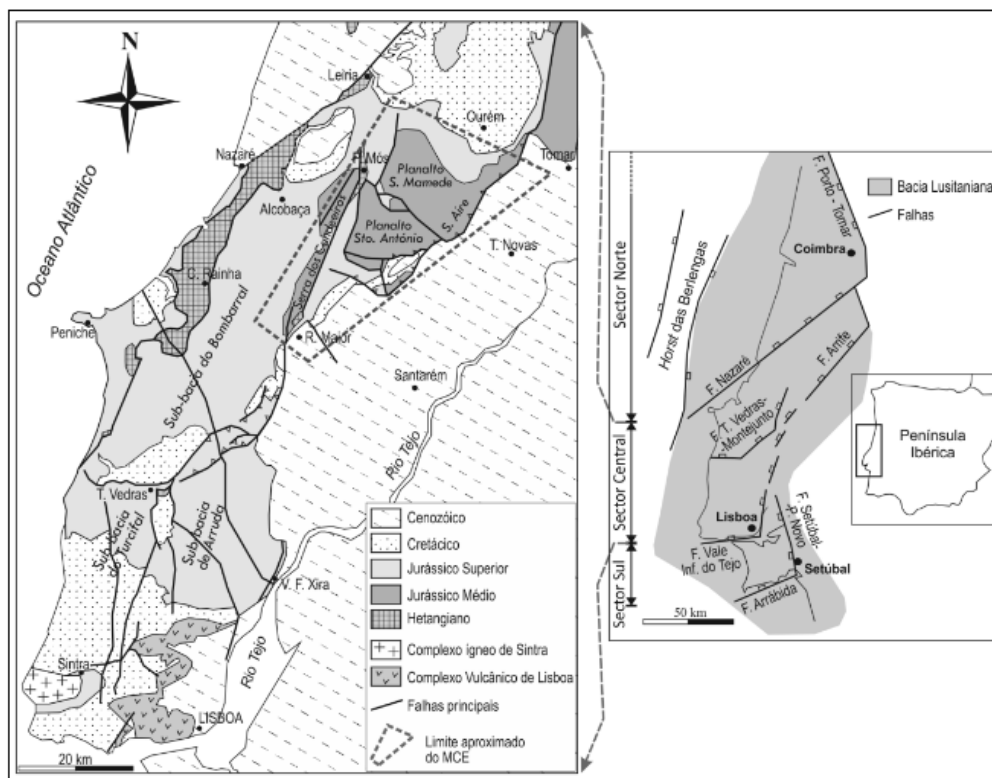 N
Leiria
Ourém
Oceano Atlântico
Nazaré
P. Mós
Tomar
Planalto
S. Mamede
Alcobaça
Serra dos Candeeiros
Planalto
Sto. António
S. Aire
T. Novas
C. Rainha
Peniche
Sub-bacia do Bombarral
R. Maior
Santarém
Rio Tejo
T. Vedras
Sub-bacia
do Turcifal
Sub-bacia
de Arruda
V. F. Xira
Sintra
Rio Tejo
LISBOA
20 km
Cenozóico
Cretácico
Jurássico Superior
Jurássico Médio
Hetangiano
Complexo ígneo de Sintra
Complexo Vulcânico de Lisboa
Falhas principais
Limite aproximado
do MCE
Sector Norte
Sector Central
Sector Sul
F. Porto - Tomar
Bacia Lusitaniana
Falhas
Coimbra
Horst das Berlengas
F. Nazaré
F. Arrife
F. T. Vedras-
-Montejunto
Península
Ibérica
Lisboa
F. Setúbal-
-P. Novo
F. Vale
Inf. do Tejo
Setúbal
F. Arrábida
50 km